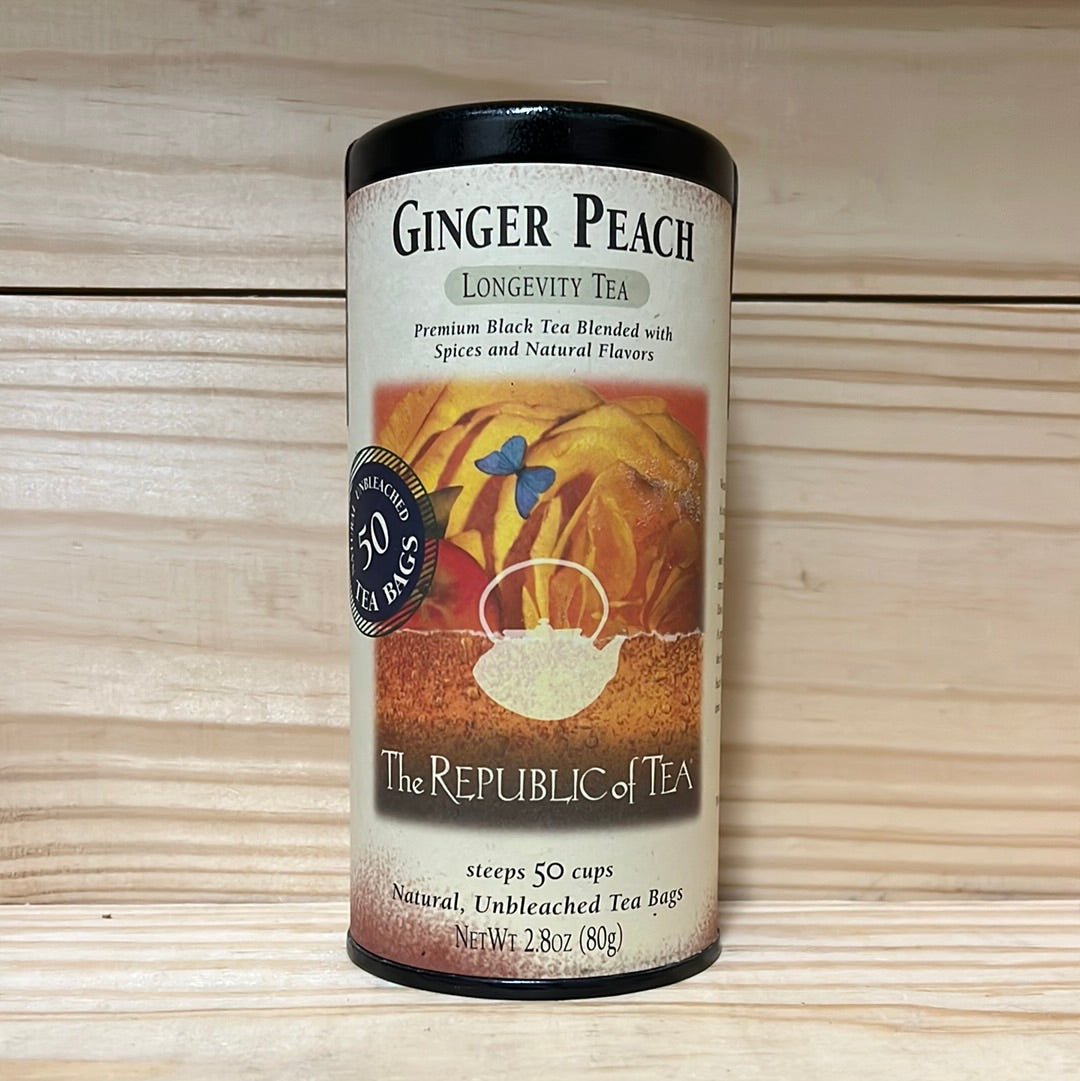 GINGER PEACH
LONGEVITY TEA
Premium Black Tea Blended with
Spices and Natural Flavors
UNBLEACHED
50
TEA BAGS
The REPUBLIC of TEA
steeps 50 cups
Natural, Unbleached Tea Bags
NETWT 2.8OZ (80g)